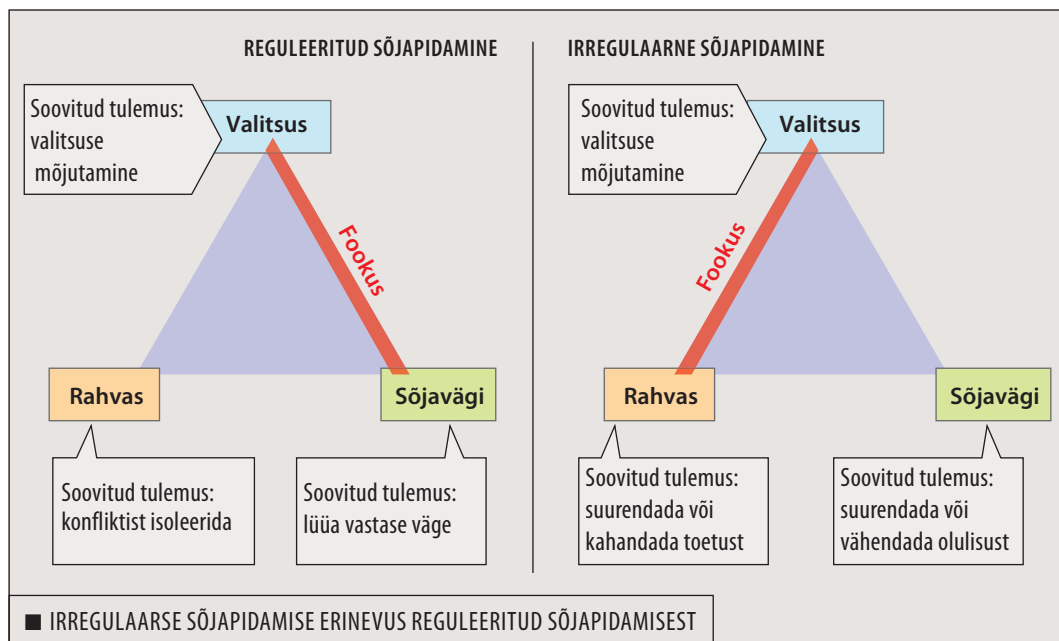 REGULEERITUD SÕJAPIDAMINE
Soovitud tulemus:
valitsuse
mõjutamine
Valitsus
Fookus
Rahvas
Sõjavägi
Soovitud tulemus:
konfliktist isoleerida
Soovitud tulemus:
lüüa vastase väge
IRREGULAARNE SÕJAPIDAMINE
Soovitud tulemus:
valitsuse
mõjutamine
Valitsus
Fookus
Rahvas
Sõjavägi
Soovitud tulemus:
suurendada või
kahandada toetust
Soovitud tulemus:
suurendada või
vähendada olulisust
■ IRREGULAARSE SÕJAPIDAMISE ERINEVUS REGULEERITUD SÕJAPIDAMISEST